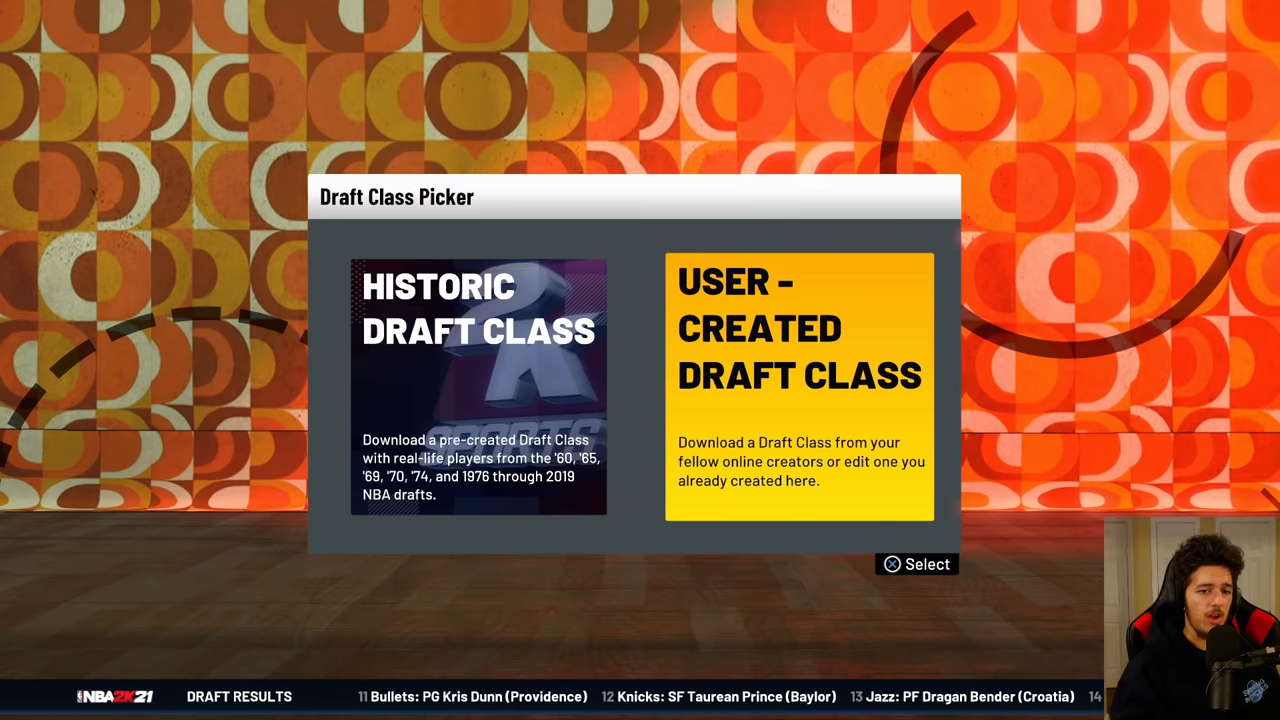 Draft Class Picker
HISTORIC
DRAFT CLASS
Download a pre-created Draft Class
with real-life players from the '60, '65,
'69, '70, '74, and 1976 through 2019
NBA drafts.
USER -
CREATED
DRAFT CLASS
Download a Draft Class from your
fellow online creators or edit one you
already created here.
Select
NBA2K21 DRAFT RESULTS 11 Bullets: PG Kris Dunn (Providence) 12 Knicks: SF Taurean Prince (Baylor) 13 Jazz: PF Dragan Bender (Croatia) 14